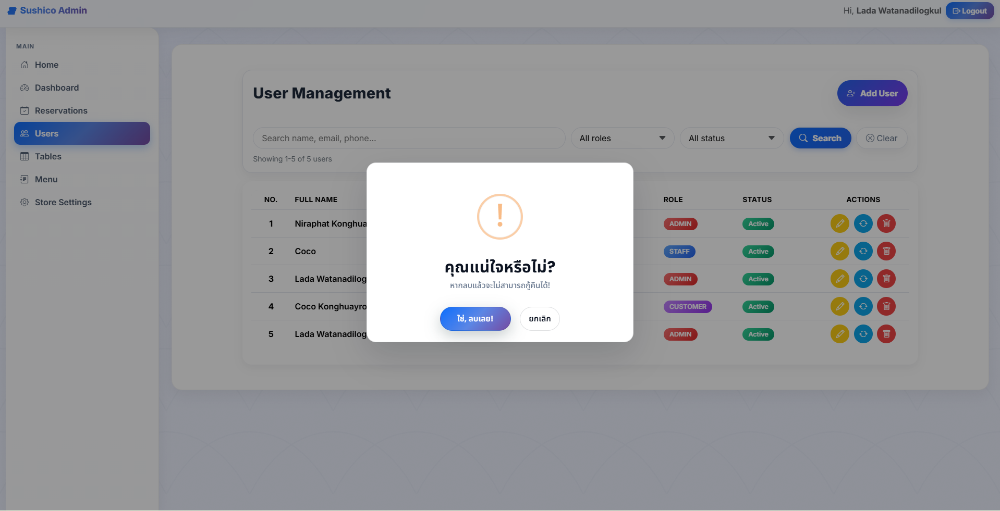 Sushico Admin
Hi, Lada Watanadilogkul
Logout
MAIN
Home
Dashboard
Reservations
Users
Tables
Menu
Store Settings
User Management
Add User
Search name, email, phone...
All roles
All status
Search
Clear
Showing 1-5 of 5 users
NO. FULL NAME ROLE STATUS ACTIONS
1 Niraphat Konghua ADMIN Active
2 Coco STAFF Active
3 Lada Watanadilog ADMIN Active
4 Coco Konghuayro CUSTOMER Active
5 Lada Watanadilog ADMIN Active
!
คุณแน่ใจหรือไม่?
หากลบแล้วจะไม่สามารถกู้คืนได้!
ใช่, ลบเลย!
ยกเลิก